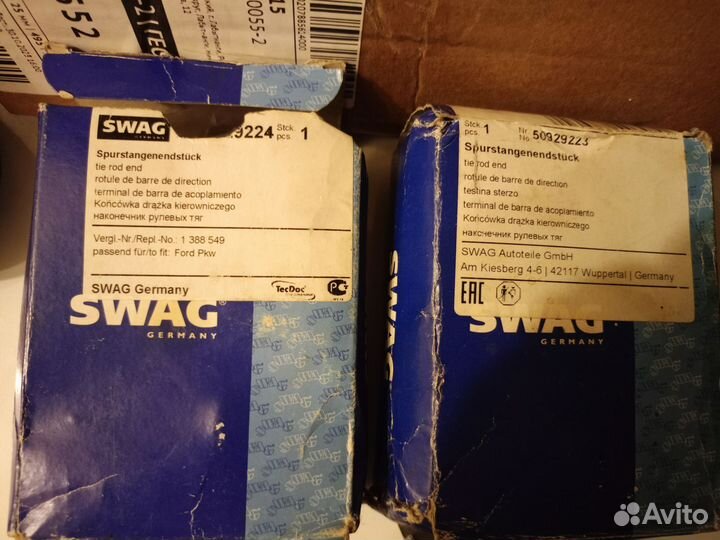 SWAG
GERMANY
9224 Stck pcs 1
Spurstangenendstück
tie rod end
rotule de barre de direction
terminal de barra de acoplamiento
Końcówka drążka kierowniczego
наконечник рулевых тяг
Vergl.-Nr/Repl.-No.: 1 388 549
passend für/to fit: Ford Pkw
SWAG Germany
TecDoc
SWAG
GERMANY
Stck pcs 1 Nr No 50929223
Spurstangenendstück
tie rod end
rotule de barre de direction
testina sterzo
terminal de barra de acoplamiento
Końcówka drążka kierowniczego
наконечник рулевых тяг
SWAG Autoteile GmbH
Am Kiesberg 4-6 | 42117 Wuppertal | Germany
EAC
SWAG
GERMANY
Avito